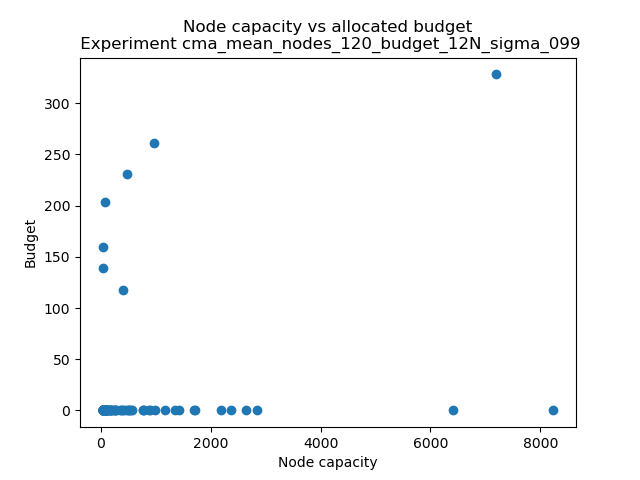 Node capacity vs allocated budget
Experiment cma_mean_nodes_120_budget_12N_sigma_099
300
250
200
150
100
50
0
Budget
0 2000 4000 6000 8000
Node capacity